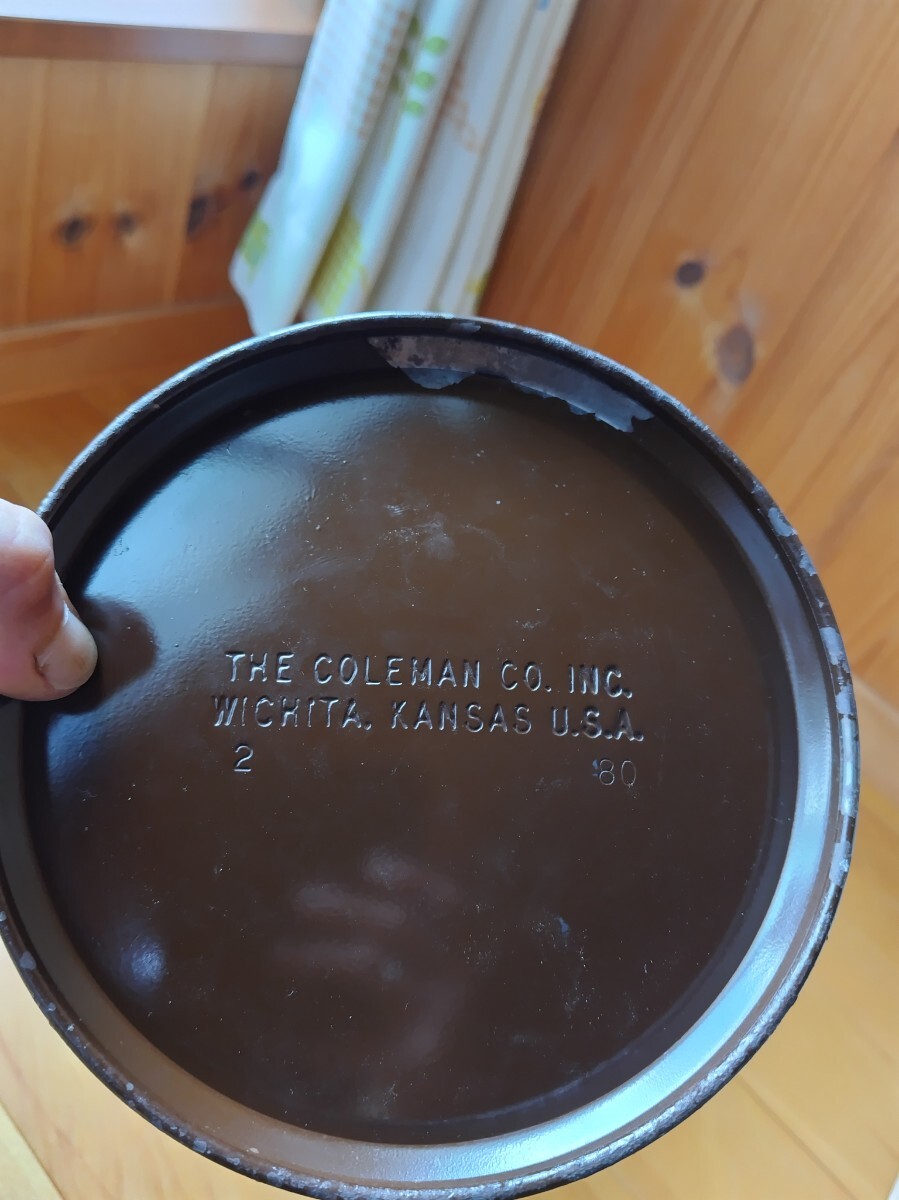 THE COLEMAN CO. INC.
WICHITA, KANSAS U.S.A.
2 80